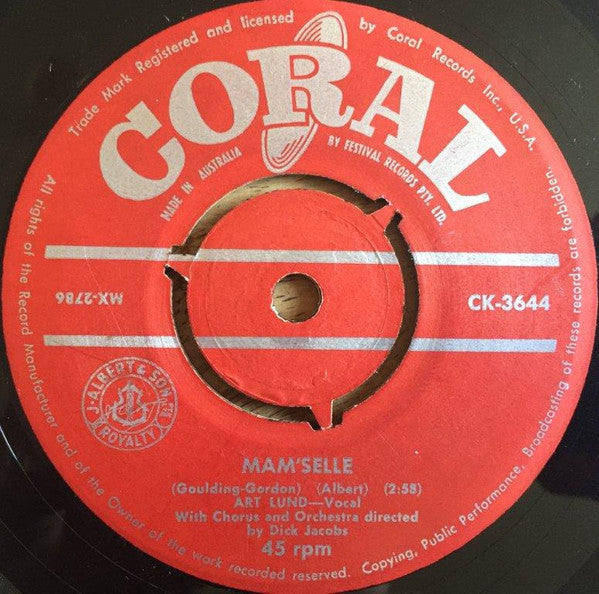 Trade Mark Registered and licensed by Coral Records Inc., U.S.A.
CORAL
MADE IN AUSTRALIA BY FESTIVAL RECORDS PTY. LTD.
MX-2786
CK-3644
J. ALBERT & SON
ROYALTY
MAM'SELLE
(Goulding-Gordon) (Albert) (2:58)
ART LUND—Vocal
With Chorus and Orchestra directed
by Dick Jacobs
45 rpm
All rights of the Record Manufacturer and of the Owner of the work recorded reserved. Copying, Public Performance, Broadcasting of these records are forbidden.